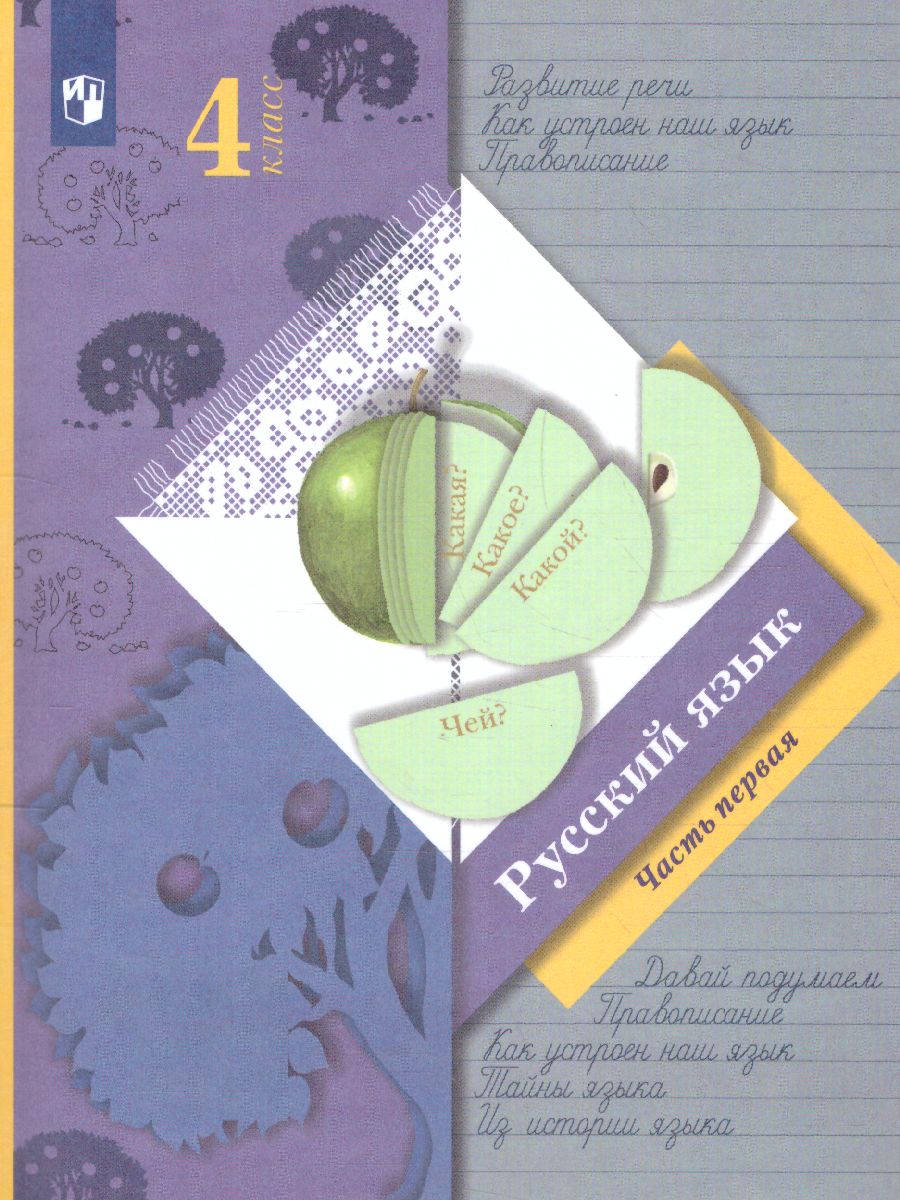 ИП
4
класс
Развитие речи
Как устроен наш язык
Правописание
Какая?
Какое?
Какой?
Чей?
Русский язык
Часть первая
Давай подумаем
Правописание
Как устроен наш язык
Тайны языка
Из истории языка